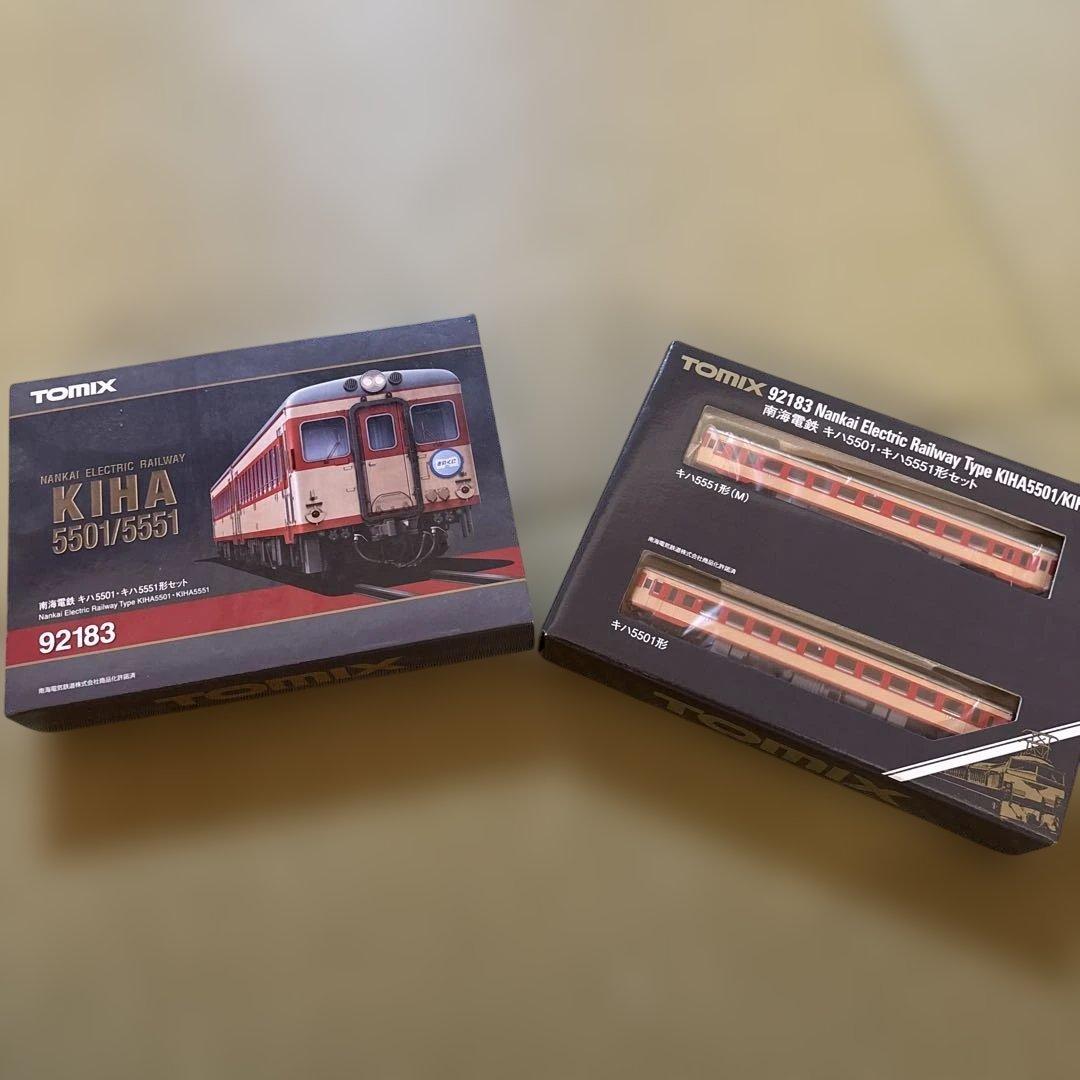 TOMIX
NANKAI ELECTRIC RAILWAY
KIHA
5501/5551
きのくに
南海電鉄 キハ5501・キハ5551形セット
Nankai Electric Railway Type KIHA5501・KIHA5551
92183
南海電気鉄道株式会社商品化許諾済
TOMIX
TOMIX 92183 Nankai Electric Railway Type KIHA5501/
南海電鉄 キハ5501・キハ5551形セット
キハ5551形(M)
南海電気鉄道株式会社商品化許諾済
キハ5501形
TOMIX